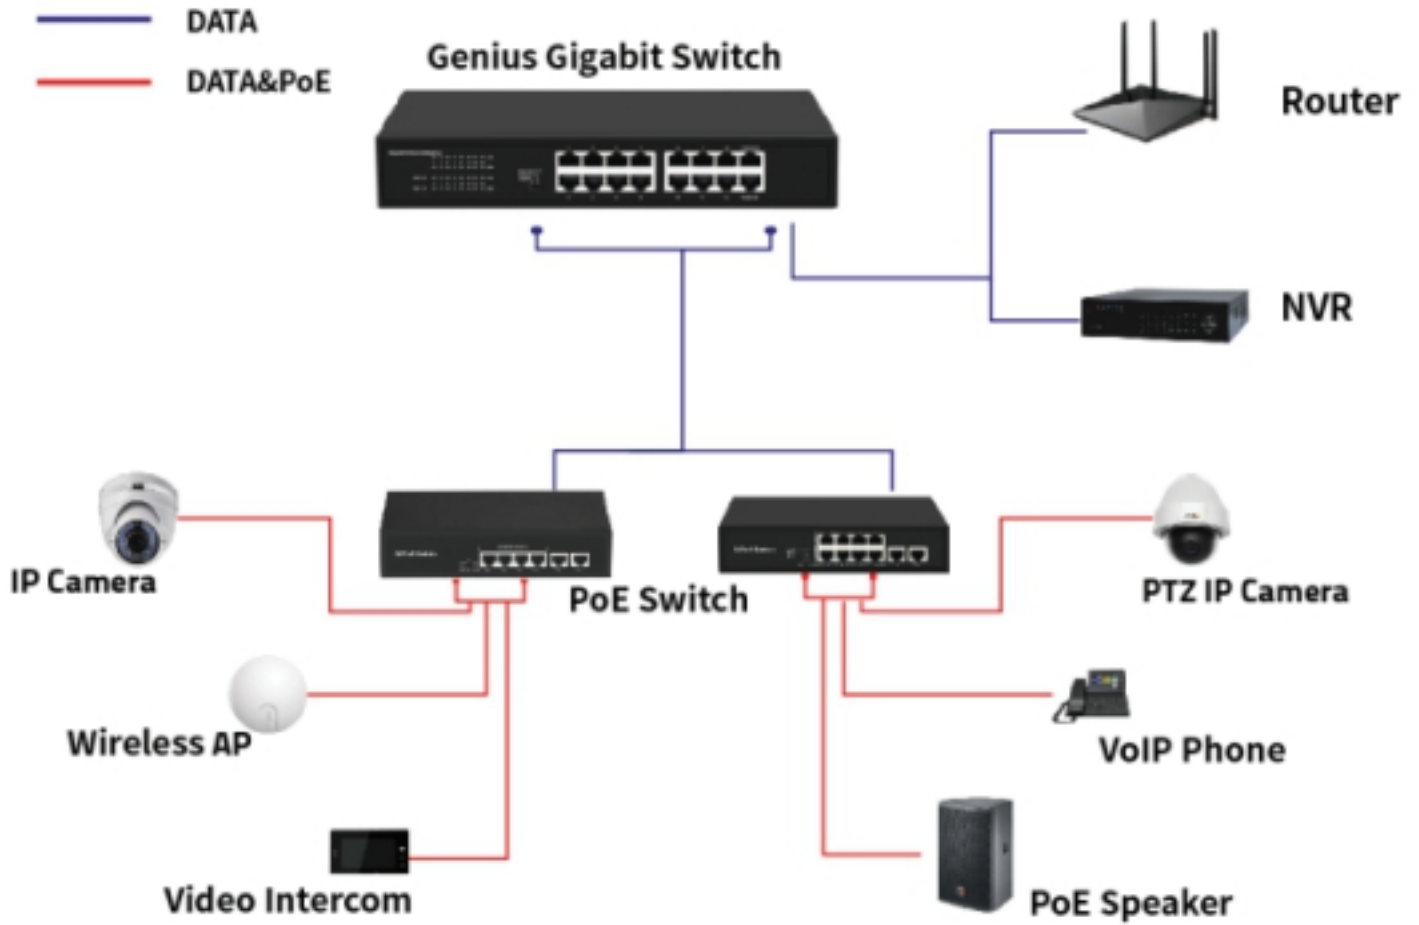 DATA
DATA&PoE
Genius Gigabit Switch
Router
NVR
IP Camera
PoE Switch
PTZ IP Camera
Wireless AP
VoIP Phone
Video Intercom
PoE Speaker